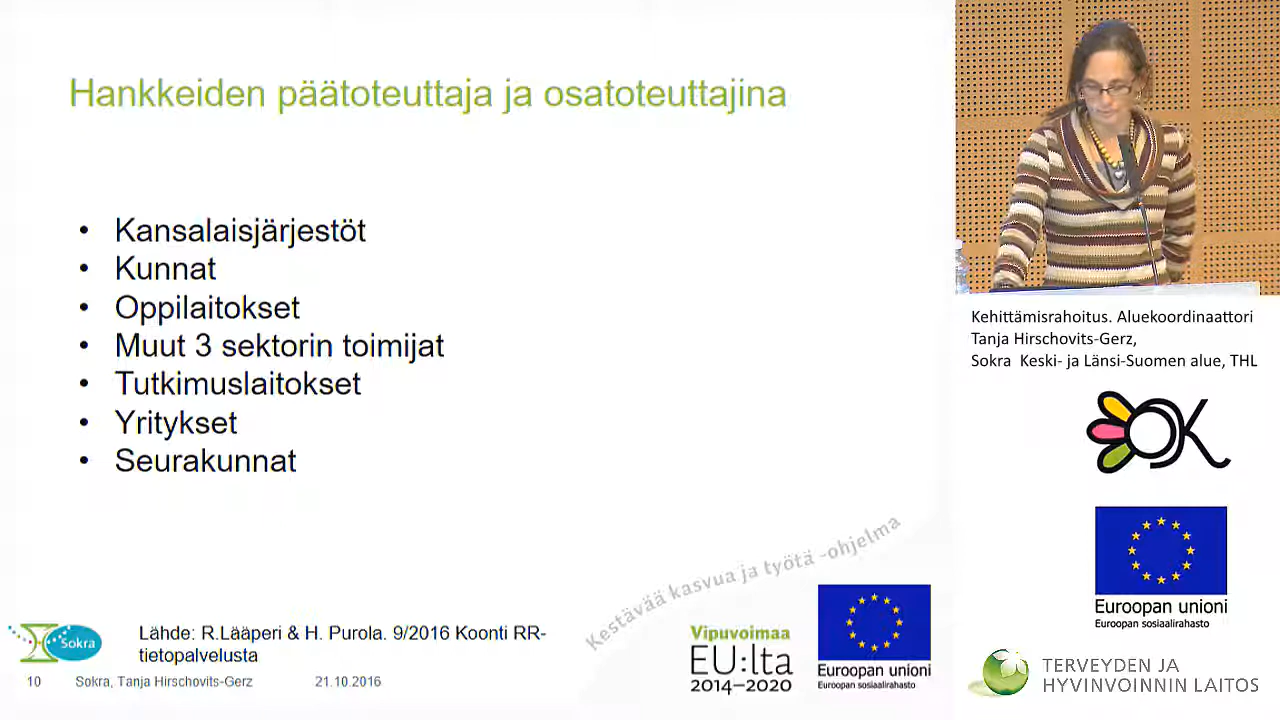 Hankkeiden päätoteuttaja ja osatoteuttajina
• Kansalaisjärjestöt
• Kunnat
• Oppilaitokset
• Muut 3 sektorin toimijat
• Tutkimuslaitokset
• Yritykset
• Seurakunnat
Kestävää kasvua ja työtä -ohjelma
Sokra
Lähde: R.Lääperi & H. Purola. 9/2016 Koonti RR-
tietopalvelusta
10 Sokra, Tanja Hirschovits-Gerz 21.10.2016
Vipuvoimaa
EU:lta
2014–2020
Euroopan unioni
Euroopan sosiaalirahasto
Kehittämisrahoitus. Aluekoordinaattori
Tanja Hirschovits-Gerz,
Sokra Keski- ja Länsi-Suomen alue, THL
OK
Euroopan unioni
Euroopan sosiaalirahasto
TERVEYDEN JA
HYVINVOINNIN LAITOS